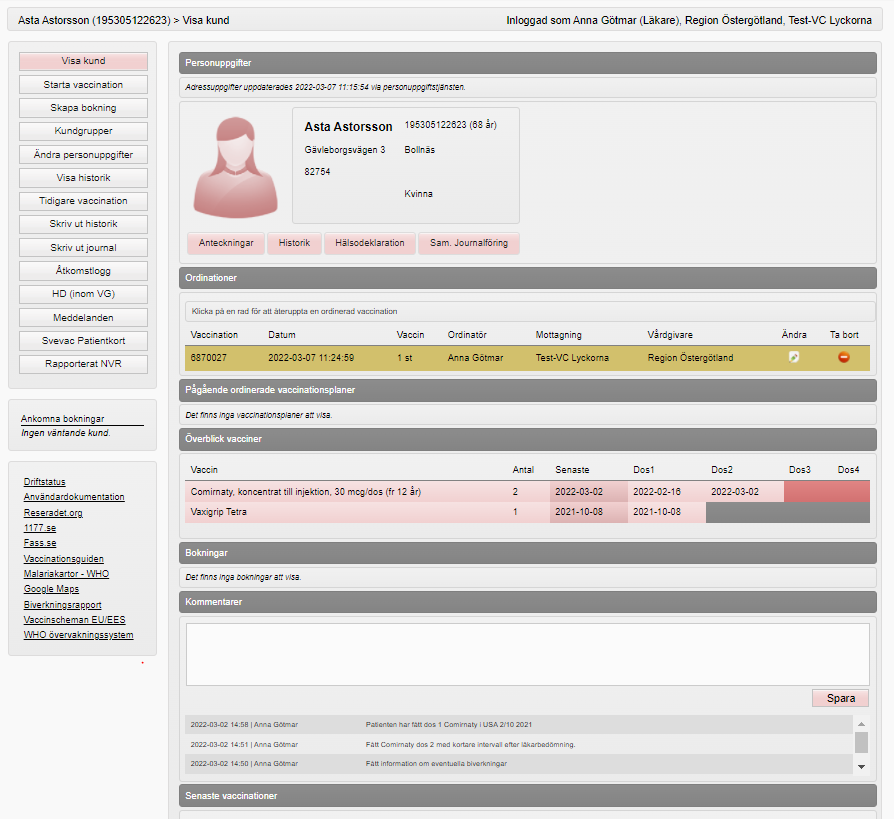 Asta Astorsson (195305122623) > Visa kund
Inloggad som Anna Götmar (Läkare), Region Östergötland, Test-VC Lyckorna
Visa kund
Starta vaccination
Skapa bokning
Kundgrupper
Ändra personuppgifter
Visa historik
Tidigare vaccination
Skriv ut historik
Skriv ut journal
Åtkomstlogg
HD (inom VG)
Meddelanden
Svevac Patientkort
Rapporterat NVR
Ankomna bokningar
Ingen väntande kund.
Driftstatus
Användardokumentation
Reseradet.org
1177.se
Fass.se
Vaccinationsguiden
Malariakartor - WHO
Google Maps
Biverkningsrapport
Vaccinscheman EU/EES
WHO övervakningssystem
Personuppgifter
Adressuppgifter uppdaterades 2022-03-07 11:15:54 via personuppgiftstjänsten.
Asta Astorsson 195305122623 (68 år)
Gävleborgsvägen 3 Bollnäs
82754
Kvinna
Anteckningar Historik Hälsodeklaration Sam. Journalföring
Ordinationer
Klicka på en rad för att återuppta en ordinerad vaccination
Vaccination Datum Vaccin Ordinatör Mottagning Vårdgivare Ändra Ta bort
6870027 2022-03-07 11:24:59 1 st Anna Götmar Test-VC Lyckorna Region Östergötland
Pågående ordinerade vaccinationsplaner
Det finns inga vaccinationsplaner att visa.
Överblick vacciner
Vaccin Antal Senaste Dos1 Dos2 Dos3 Dos4
Comirnaty, koncentrat till injektion, 30 mcg/dos (fr 12 år) 2 2022-03-02 2022-02-16 2022-03-02
Vaxigrip Tetra 1 2021-10-08 2021-10-08
Bokningar
Det finns inga bokningar att visa.
Kommentarer
Spara
2022-03-02 14:58 | Anna Götmar Patienten har fått dos 1 Comirnaty i USA 2/10 2021
2022-03-02 14:51 | Anna Götmar Fått Comirnaty dos 2 med kortare intervall efter läkarbedömning.
2022-03-02 14:50 | Anna Götmar Fått information om eventuella biverkningar
Senaste vaccinationer